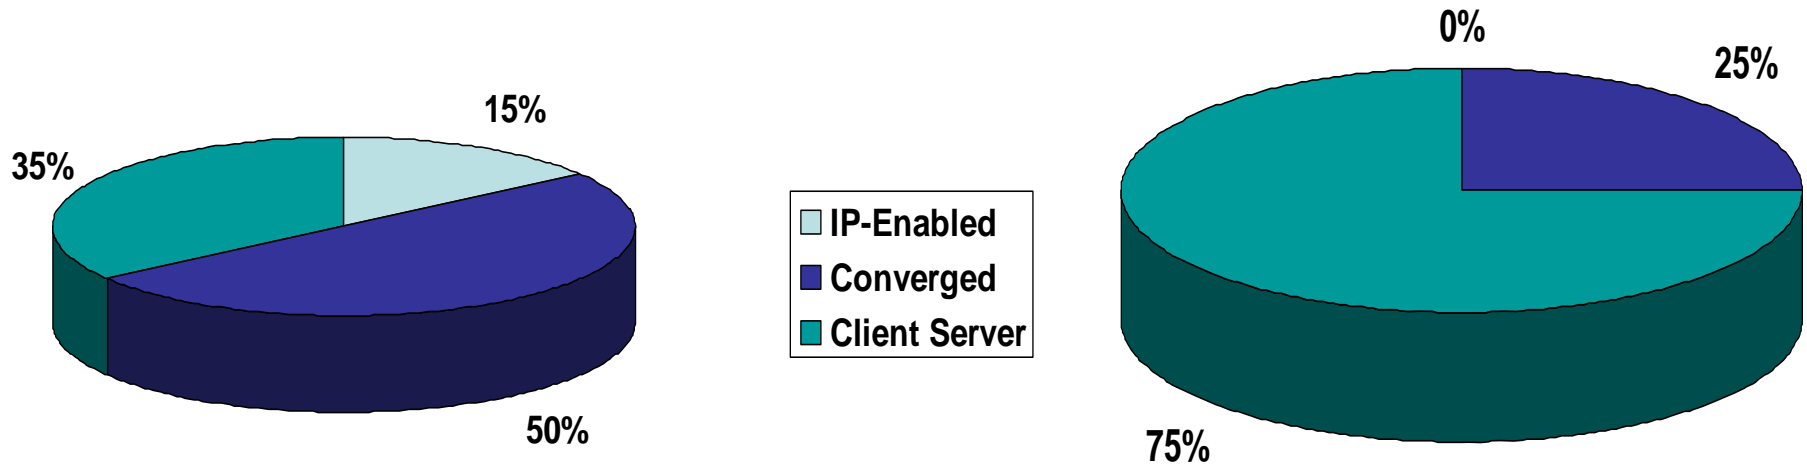 15%
35%
50%
IP-Enabled
Converged
Client Server
0%
25%
75%